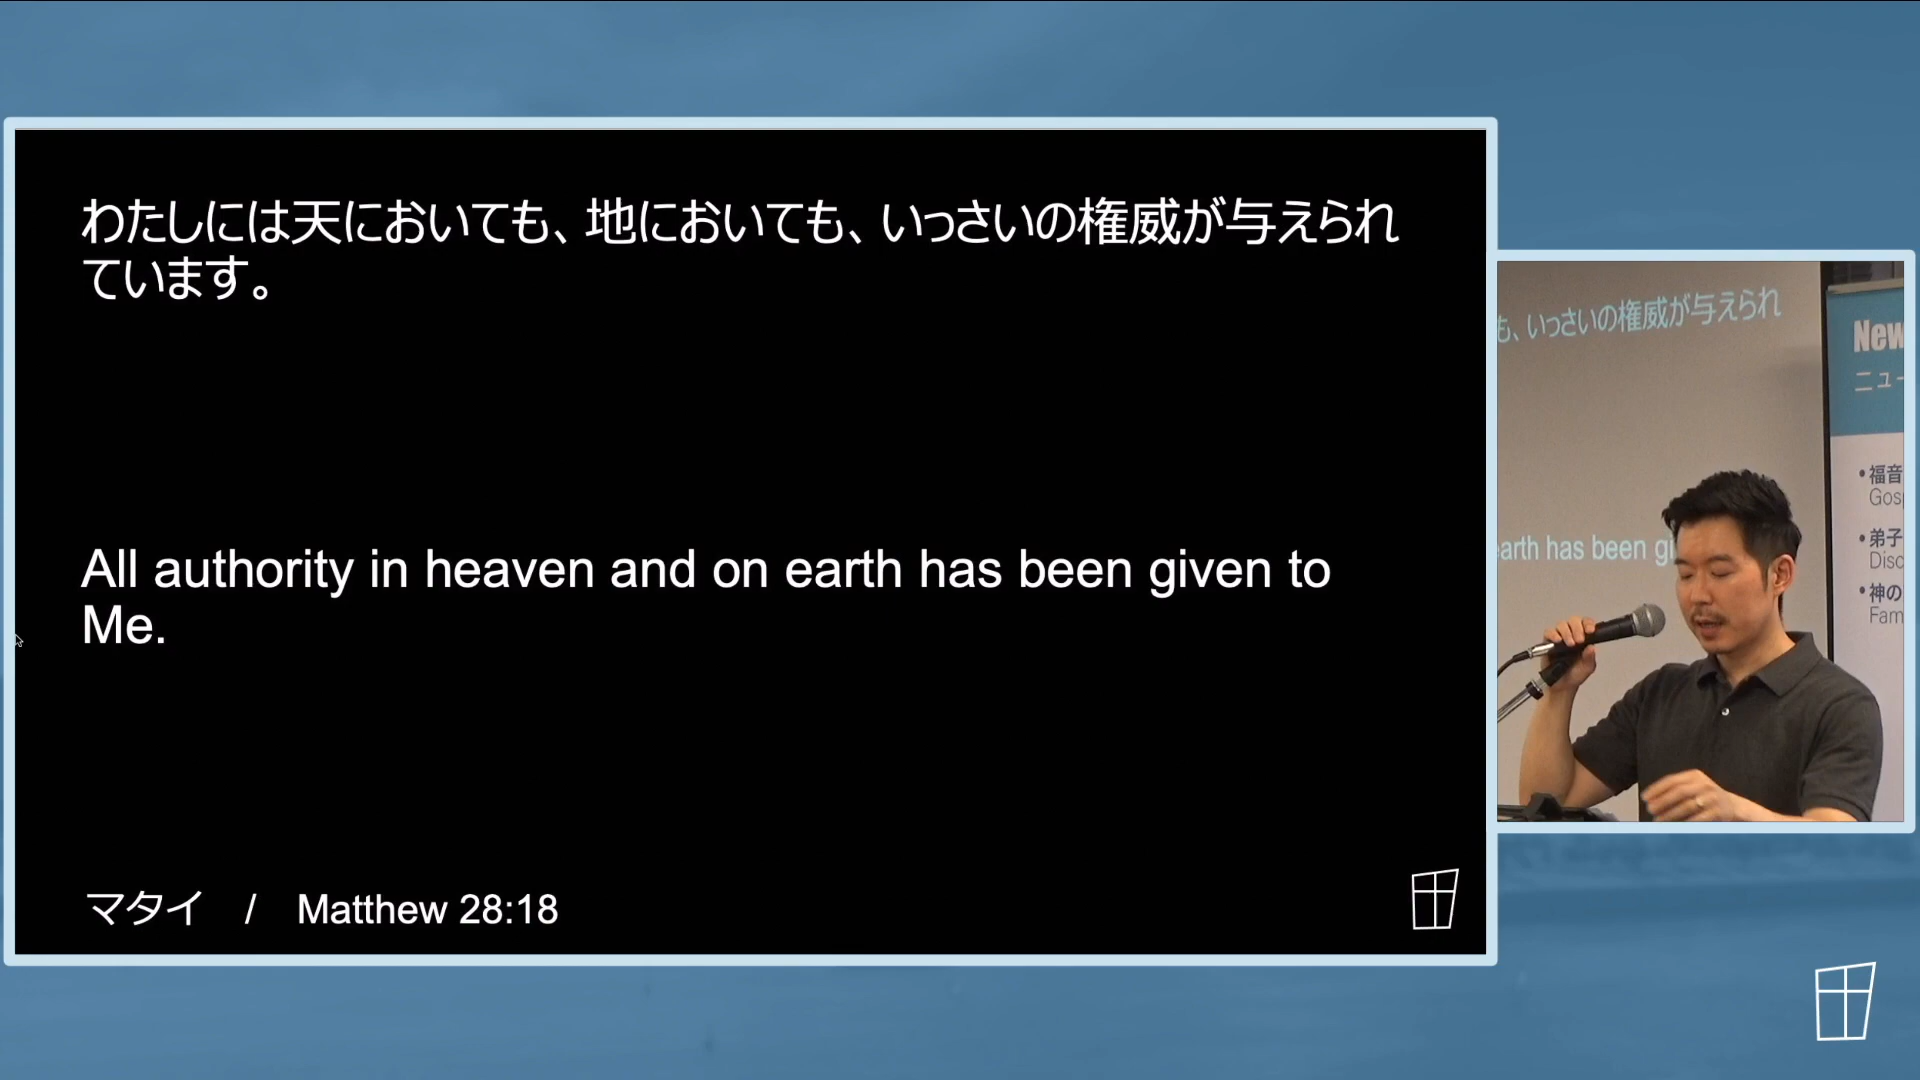 わたしには天においても、地においても、いっさいの権威が与えられ
ています。
All authority in heaven and on earth has been given to
Me.
マタイ / Matthew 28:18
も、いっさいの権威が与えられ
earth has been gi
New
ニュー
•福音
Gos
•弟子
Disc
•神の
Fam